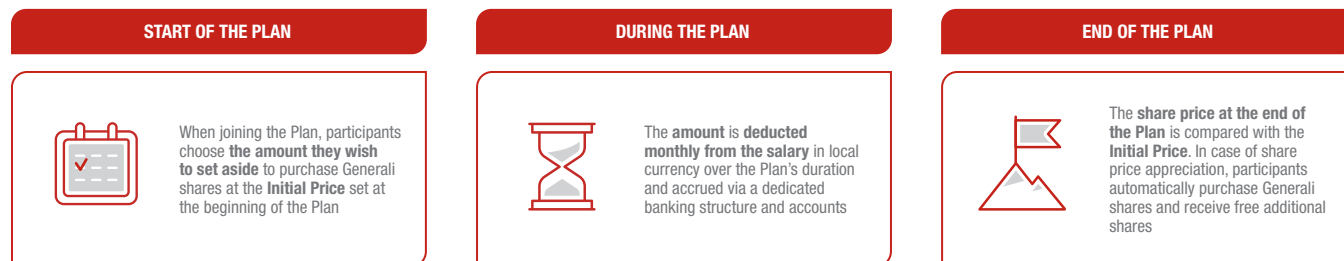 START OF THE PLAN
When joining the Plan, participants
choose the amount they wish
to set aside to purchase Generali
shares at the Initial Price set at
the beginning of the Plan
DURING THE PLAN
The amount is deducted
monthly from the salary in local
currency over the Plan’s duration
and accrued via a dedicated
banking structure and accounts
END OF THE PLAN
The share price at the end of
the Plan is compared with the
Initial Price. In case of share
price appreciation, participants
automatically purchase Generali
shares and receive free additional
shares